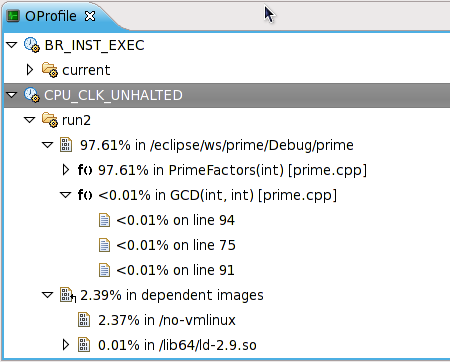 OProfile
BR_INST_EXEC
current
CPU_CLK_UNHALTED
run2
97.61% in /eclipse/ws/prime/Debug/prime
f() 97.61% in PrimeFactors(int) [prime.cpp]
f() <0.01% in GCD(int, int) [prime.cpp]
<0.01% on line 94
<0.01% on line 75
<0.01% on line 91
2.39% in dependent images
2.37% in /no-vmlinux
0.01% in /lib64/ld-2.9.so